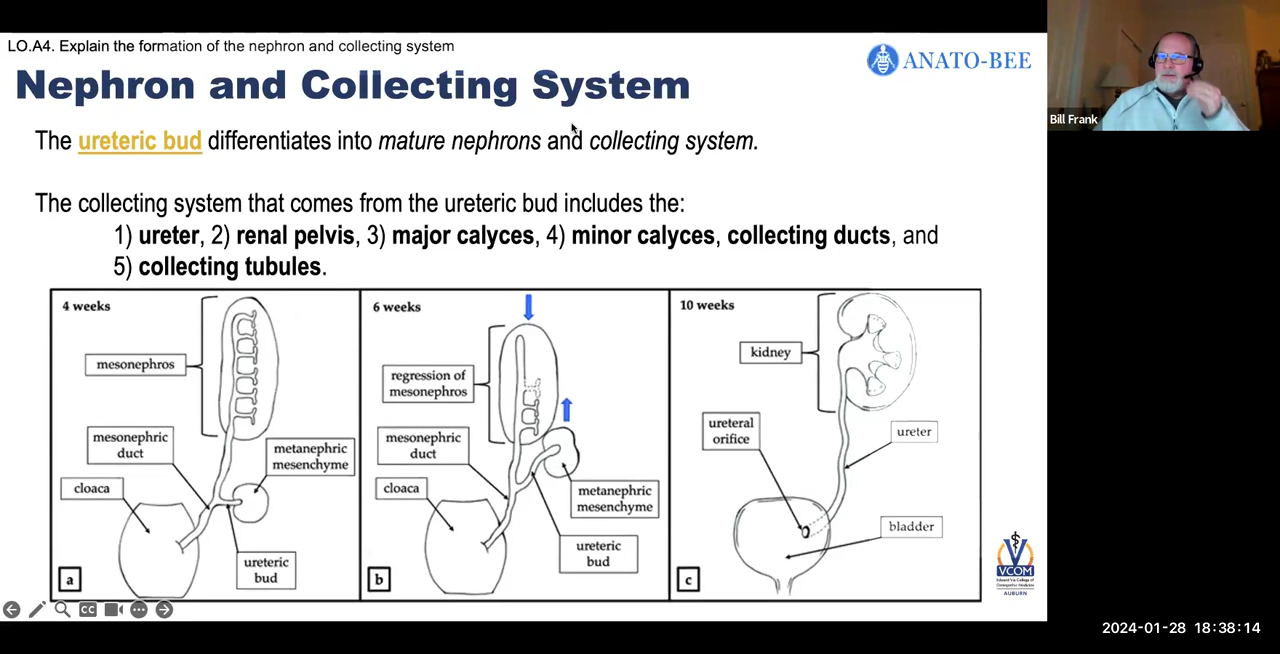 LO.A4. Explain the formation of the nephron and collecting system
Nephron and Collecting System
ANATO-BEE
Bill Frank
The ureteric bud differentiates into mature nephrons and collecting system.
The collecting system that comes from the ureteric bud includes the:
1) ureter, 2) renal pelvis, 3) major calyces, 4) minor calyces, collecting ducts, and
5) collecting tubules.
4 weeks
mesonephros
mesonephric
duct
metanephric
mesenchyme
cloaca
ureteric
bud
a
6 weeks
regression of
mesonephros
mesonephric
duct
cloaca
metanephric
mesenchyme
ureteric
bud
b
10 weeks
kidney
ureteral
orifice
ureter
bladder
c
VCOM
Edward Via College of
Osteopathic Medicine
AUBURN
CC
2024-01-28 18:38:14